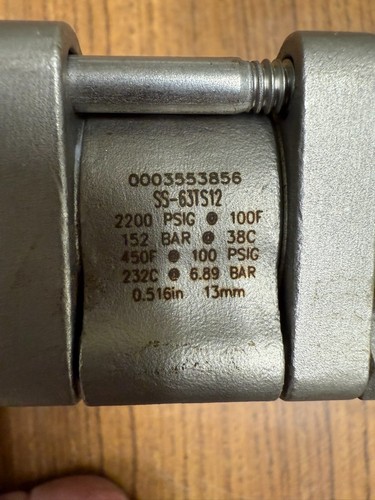 0003553856
SS-63TS12
2200 PSIG @ 100F
152 BAR @ 38C
450F @ 100 PSIG
232C @ 6.89 BAR
0.516in 13mm